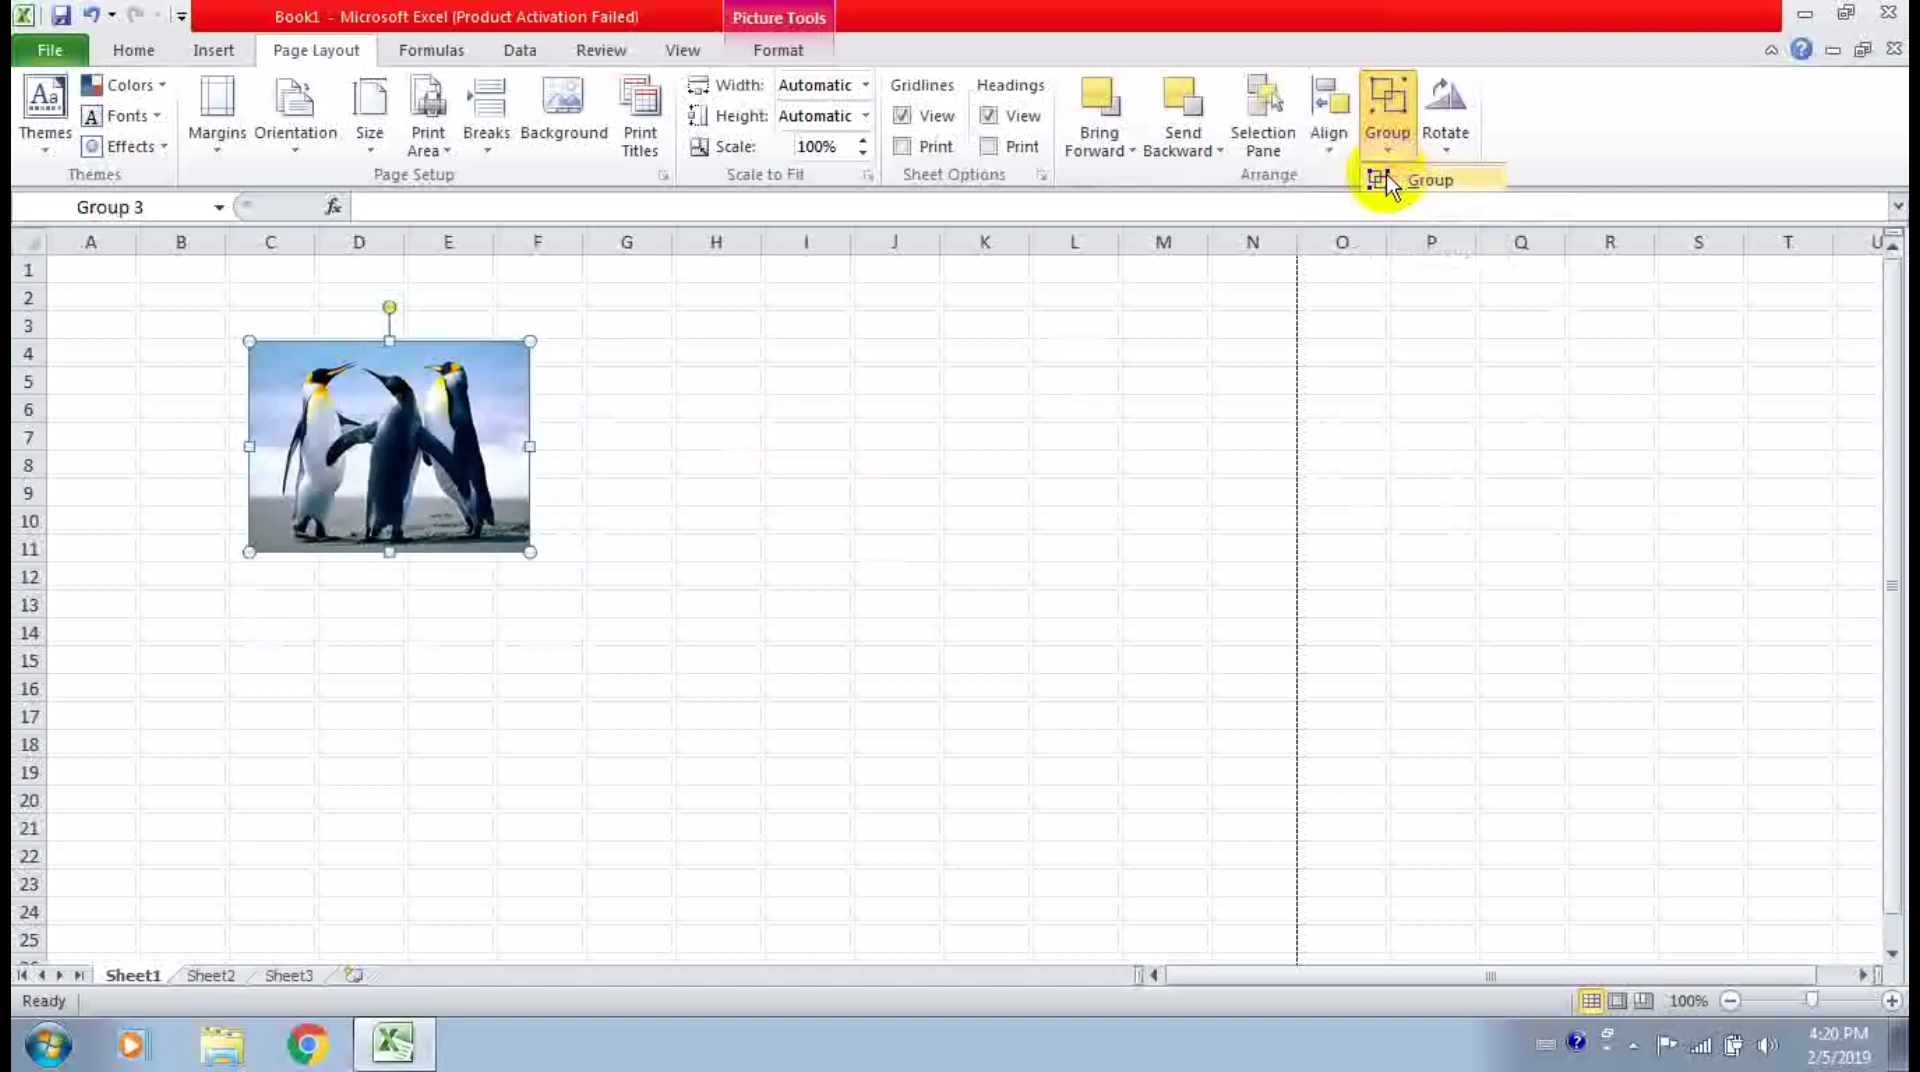 Book1 - Microsoft Excel (Product Activation Failed)
Picture Tools
File Home Insert Page Layout Formulas Data Review View Format
Themes
Colors
Fonts
Effects
Themes
Margins
Orientation
Size
Print Area
Breaks
Background
Print Titles
Page Setup
Width: Automatic
Height: Automatic
Scale: 100%
Scale to Fit
Gridlines
View
Print
Headings
View
Print
Sheet Options
Bring Forward
Send Backward
Selection Pane
Align
Group
Rotate
Arrange
Group
Group 3
fx
A B C D E F G H I J K L M N O P Q R S T U
1
2
3
4
5
6
7
8
9
10
11
12
13
14
15
16
17
18
19
20
21
22
23
24
25
Sheet1 Sheet2 Sheet3
Ready
100%
4:20 PM
2/5/2019